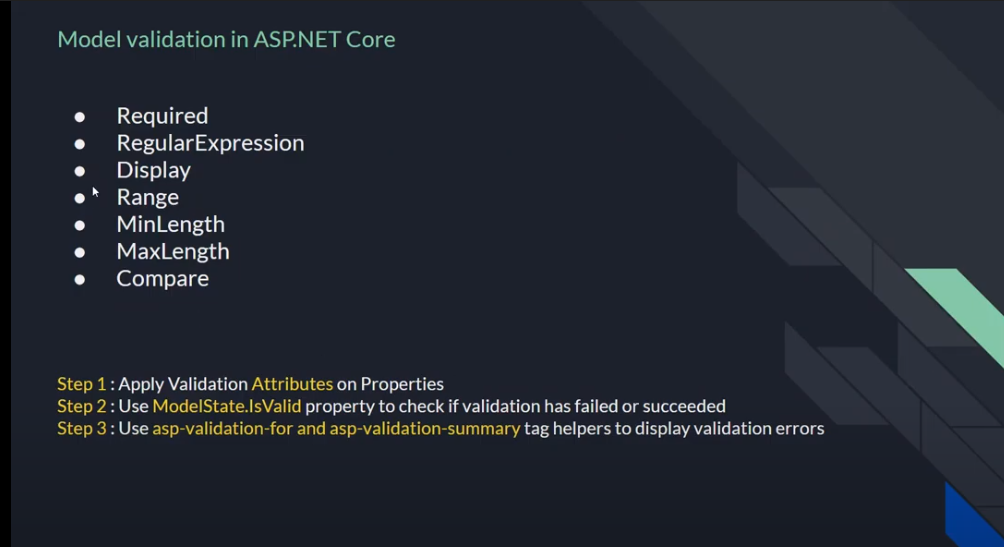 Model validation in ASP.NET Core
● Required
● RegularExpression
● Display
● Range
● MinLength
● MaxLength
● Compare
Step 1 : Apply Validation Attributes on Properties
Step 2 : Use ModelState.IsValid property to check if validation has failed or succeeded
Step 3 : Use asp-validation-for and asp-validation-summary tag helpers to display validation errors